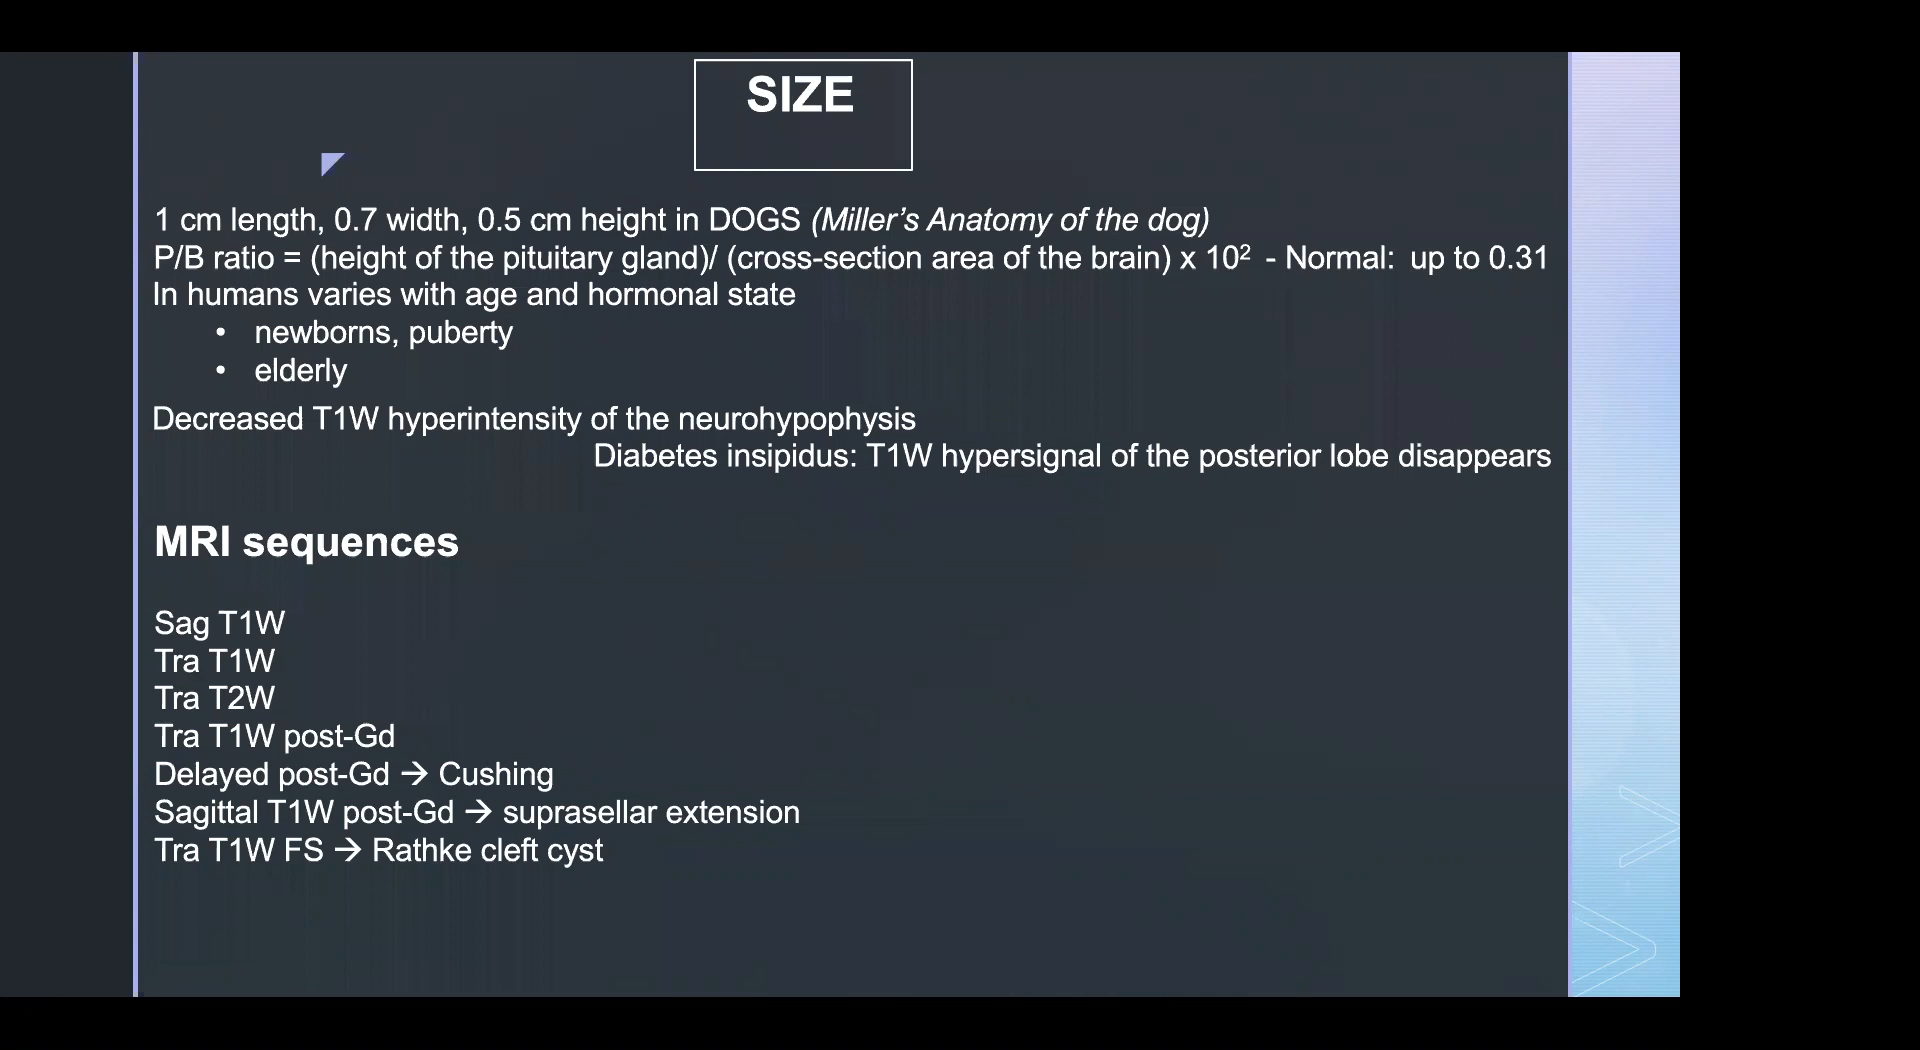 SIZE
1 cm length, 0.7 width, 0.5 cm height in DOGS (Miller’s Anatomy of the dog)
P/B ratio = (height of the pituitary gland)/ (cross-section area of the brain) x 10² - Normal: up to 0.31
In humans varies with age and hormonal state
• newborns, puberty
• elderly
Decreased T1W hyperintensity of the neurohypophysis
Diabetes insipidus: T1W hypersignal of the posterior lobe disappears
MRI sequences
Sag T1W
Tra T1W
Tra T2W
Tra T1W post-Gd
Delayed post-Gd → Cushing
Sagittal T1W post-Gd → suprasellar extension
Tra T1W FS → Rathke cleft cyst